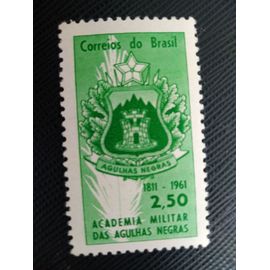 Correios do Brasil
AGULHAS NEGRAS
1811 - 1961
2,50
ACADEMIA MILITAR
DAS AGULHAS NEGRAS